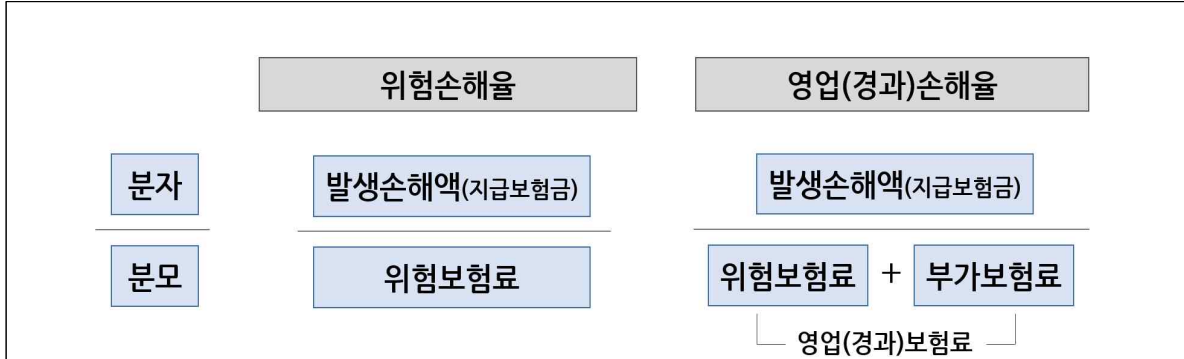 위험손해율 영업(경과)손해율
분자 발생손해액(지급보험금) 발생손해액(지급보험금)
분모 위험보험료 위험보험료 + 부가보험료
영업(경과)보험료